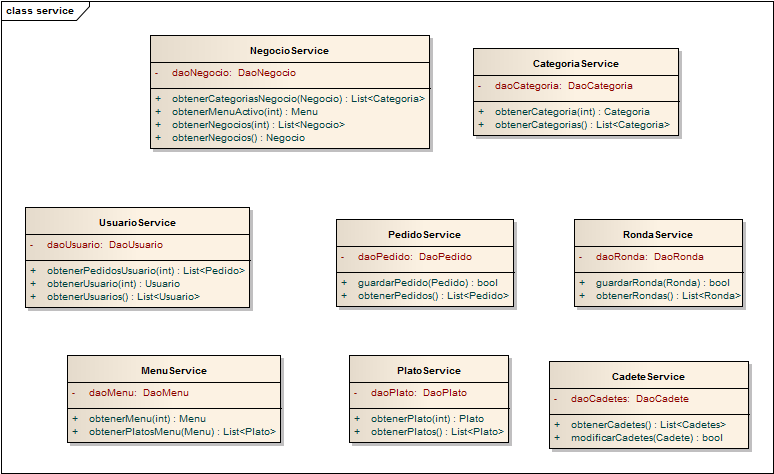 class service
NegocioService
- daoNegocio: DaoNegocio
+ obtenerCategoriasNegocio(Negocio) : List<Categoria>
+ obtenerMenuActivo(int) : Menu
+ obtenerNegocios(int) : List<Negocio>
+ obtenerNegocios() : Negocio
CategoriaService
- daoCategoria: DaoCategoria
+ obtenerCategoria(int) : Categoria
+ obtenerCategorias() : List<Categoria>
UsuarioService
- daoUsuario: DaoUsuario
+ obtenerPedidosUsuario(int) : List<Pedido>
+ obtenerUsuario(int) : Usuario
+ obtenerUsuarios() : List<Usuario>
PedidoService
- daoPedido: DaoPedido
+ guardarPedido(Pedido) : bool
+ obtenerPedidos() : List<Pedido>
RondaService
- daoRonda: DaoRonda
+ guardarRonda(Ronda) : bool
+ obtenerRondas() : List<Ronda>
MenuService
- daoMenu: DaoMenu
+ obtenerMenu(int) : Menu
+ obtenerPlatosMenu(Menu) : List<Plato>
PlatoService
- daoPlato: DaoPlato
+ obtenerPlato(int) : Plato
+ obtenerPlatos() : List<Plato>
CadeteService
- daoCadetes: DaoCadete
+ obtenerCadetes() : List<Cadetes>
+ modificarCadetes(Cadete) : bool